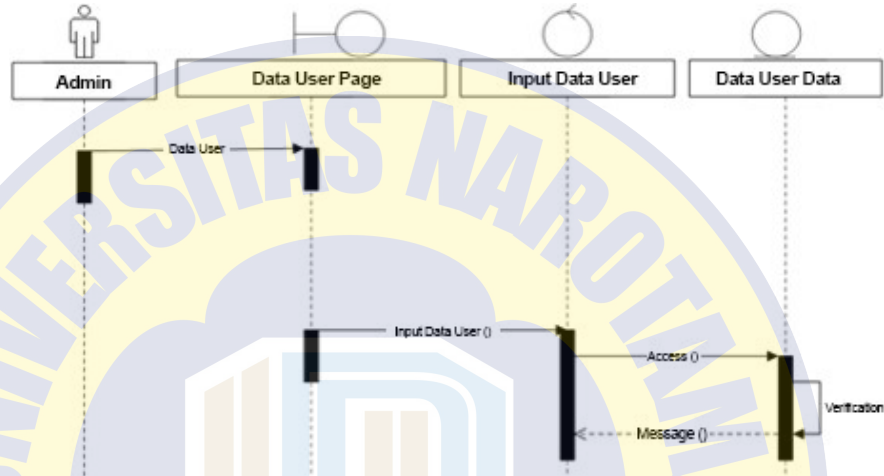 Admin
Data User Page
Input Data User
Data User Data
Data User
Input Data User ()
Access ()
Verification
Message ()
UNIVERSITAS NAROTAMA